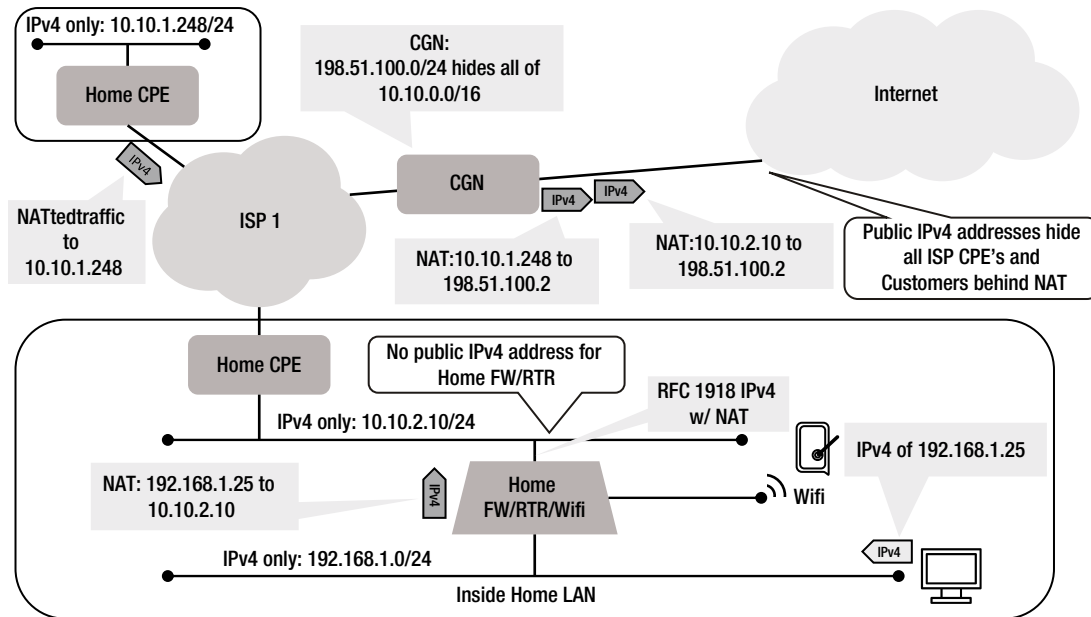 IPv4 only: 10.10.1.248/24
Home CPE
IPv4
NATtedtraffic
to
10.10.1.248
ISP 1
CGN:
198.51.100.0/24 hides all of
10.10.0.0/16
CGN
IPv4
IPv4
NAT:10.10.1.248 to
198.51.100.2
NAT:10.10.2.10 to
198.51.100.2
Internet
Public IPv4 addresses hide
all ISP CPE's and
Customers behind NAT
Home CPE
No public IPv4 address for
Home FW/RTR
RFC 1918 IPv4
w/ NAT
IPv4 only: 10.10.2.10/24
IPv4 of 192.168.1.25
NAT: 192.168.1.25 to
10.10.2.10
IPv4
Home
FW/RTR/Wifi
Wifi
IPv4 only: 192.168.1.0/24
IPv4
Inside Home LAN